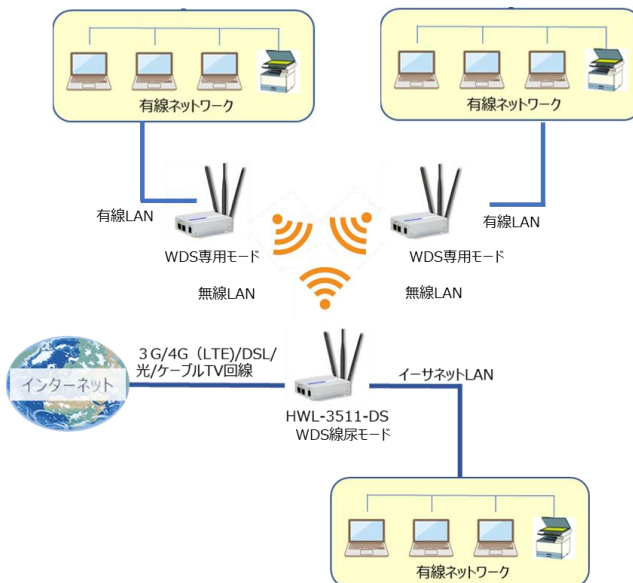 有線ネットワーク
有線ネットワーク
有線LAN
有線LAN
WDS専用モード
WDS専用モード
無線LAN
無線LAN
３G/4G（LTE)/DSL/
光/ケーブルTV回線
インターネット
イーサネットLAN
HWL-3511-DS
WDS線尿モード
有線ネットワーク